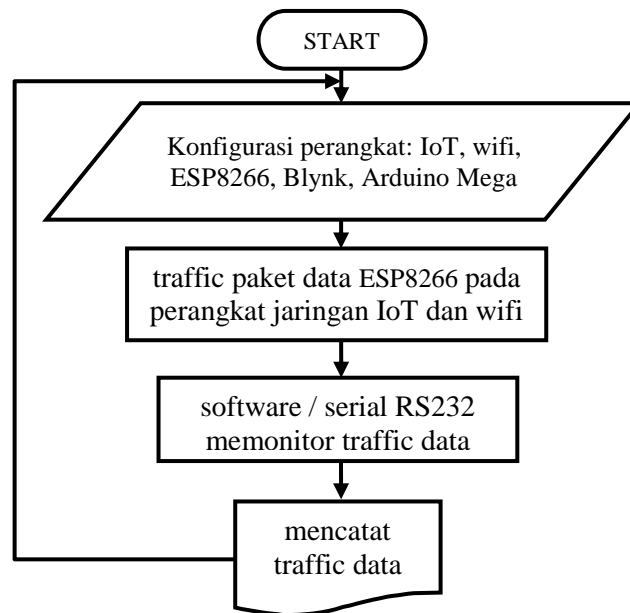 START
Konfigurasi perangkat: IoT, wifi,
ESP8266, Blynk, Arduino Mega
traffic paket data ESP8266 pada
perangkat jaringan IoT dan wifi
software / serial RS232
memonitor traffic data
mencatat
traffic data